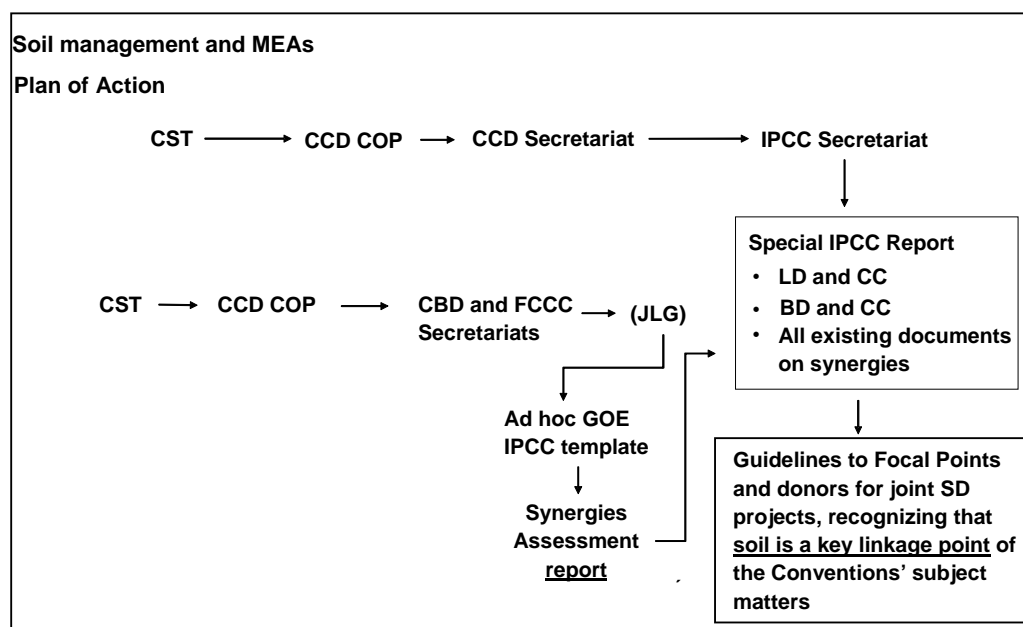 Soil management and MEAs
Plan of Action
CST
CCD COP
CCD Secretariat
IPCC Secretariat
Special IPCC Report
• LD and CC
• BD and CC
• All existing documents
on synergies
CST
CCD COP
CBD and FCCC
Secretariats
(JLG)
Ad hoc GOE
IPCC template
Synergies
Assessment
report
Guidelines to Focal Points
and donors for joint SD
projects, recognizing that
soil is a key linkage point of
the Conventions’ subject
matters